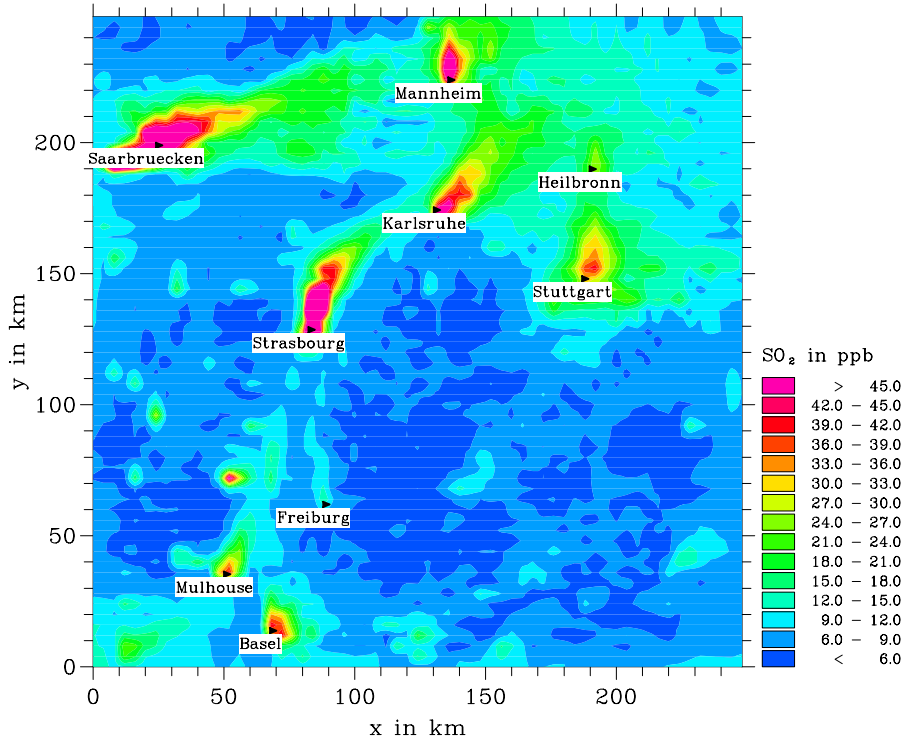 Mannheim
200
Saarbruecken
Heilbronn
Karlsruhe
150
Stuttgart
Strasbourg
y in km
SO₂ in ppb
> 45.0
42.0 – 45.0
39.0 – 42.0
36.0 – 39.0
33.0 – 36.0
30.0 – 33.0
27.0 – 30.0
24.0 – 27.0
21.0 – 24.0
18.0 – 21.0
15.0 – 18.0
12.0 – 15.0
9.0 – 12.0
6.0 – 9.0
< 6.0
100
Freiburg
50
Mulhouse
Basel
0
0 50 100 150 200
x in km